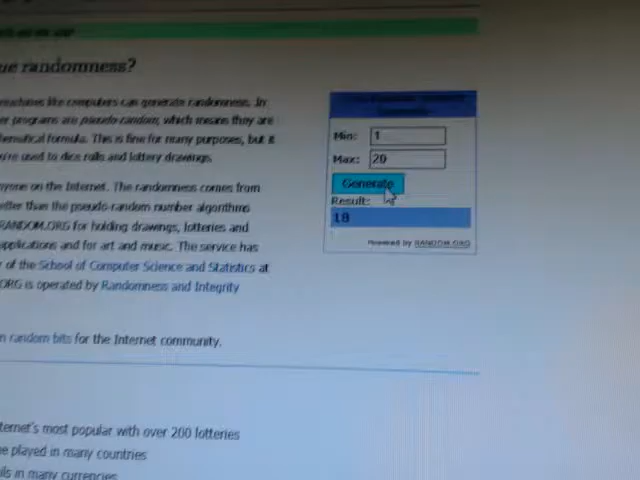 ue randomness?
machines like computers can generate randomness. In
er programs are pseudo-random, which means they are
hematical formula. This is fine for many purposes, but it
ou're used to dice rolls and lottery drawings.
nyone on the Internet. The randomness comes from
etter than the pseudo-random number algorithms
RANDOM.ORG for holding drawings, lotteries and
applications and for art and music. The service has
r of the School of Computer Science and Statistics at
.ORG is operated by Randomness and Integrity
n random bits for the Internet community.
ternet's most popular with over 200 lotteries
e played in many countries
ils in many currencies
Min: 1
Max: 20
Generate
Result:
18
Powered by RANDOM.ORG